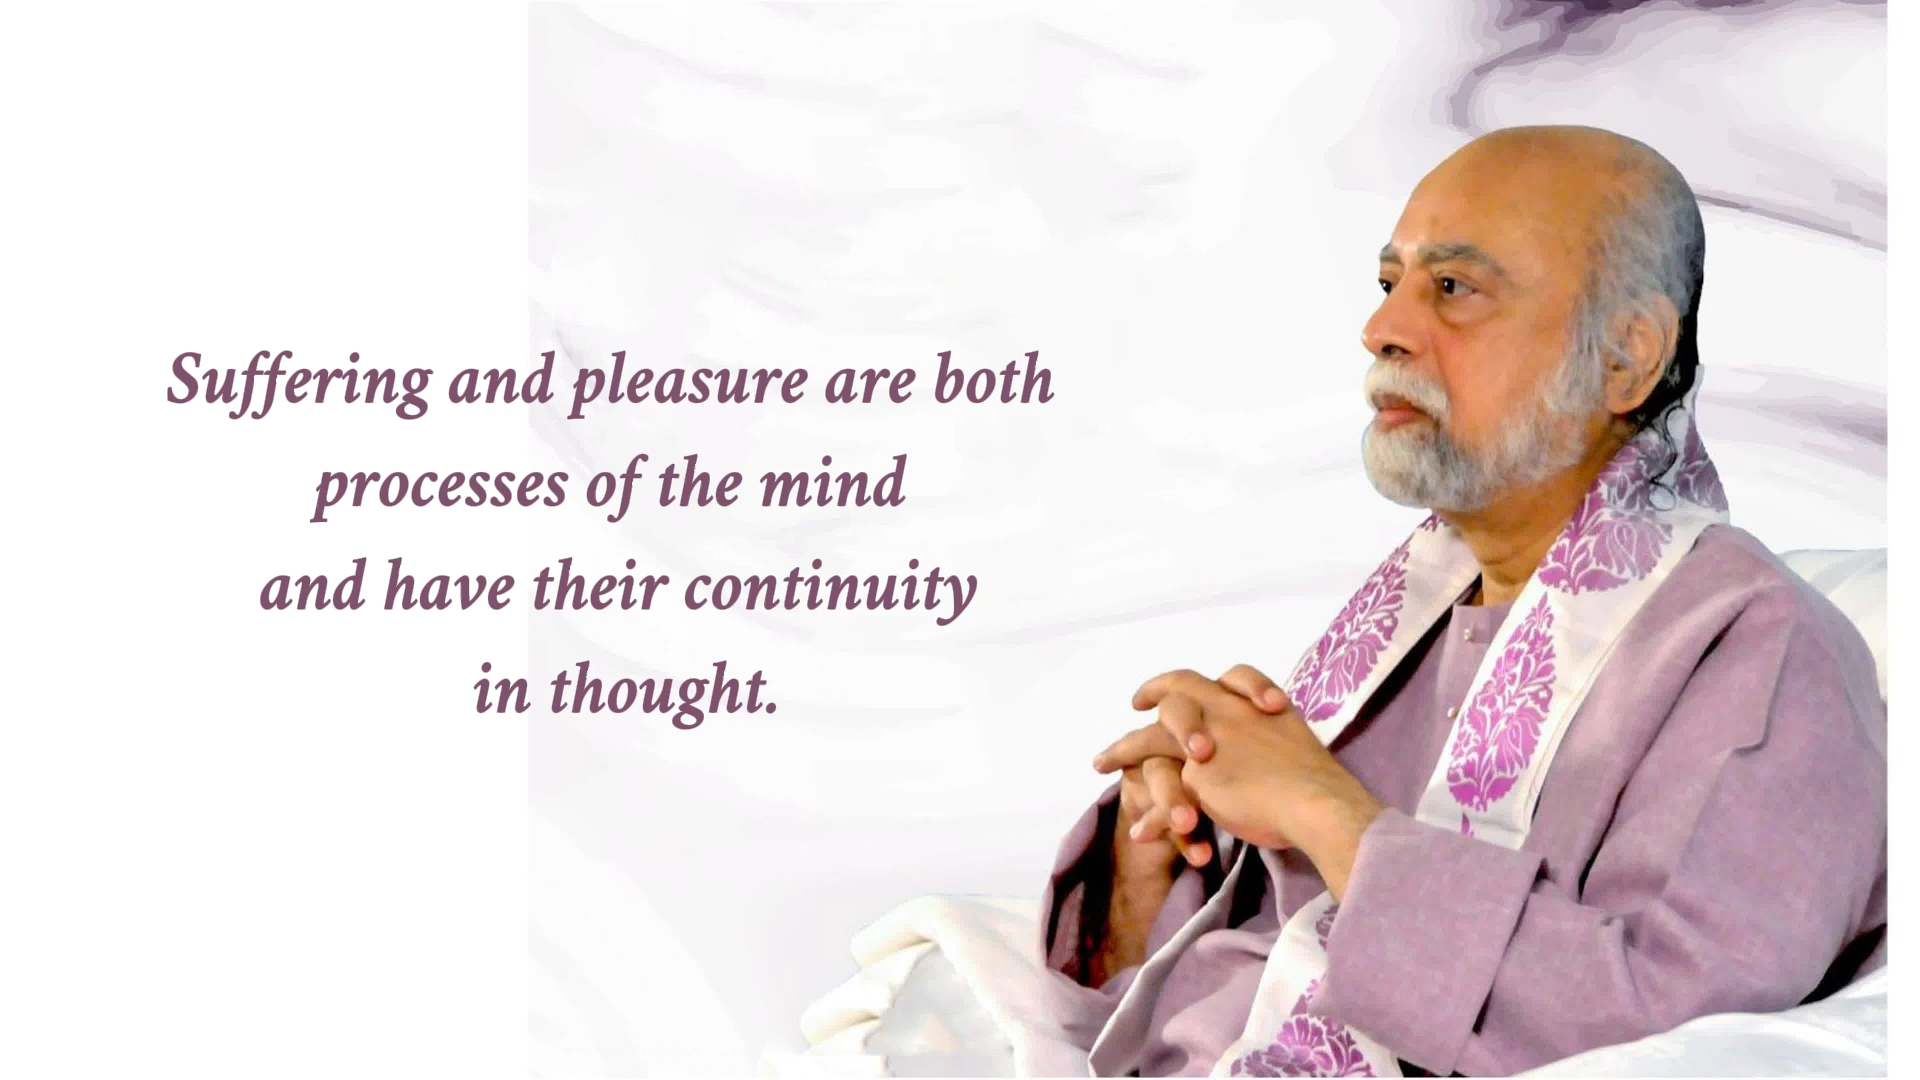 Suffering and pleasure are both
processes of the mind
and have their continuity
in thought.